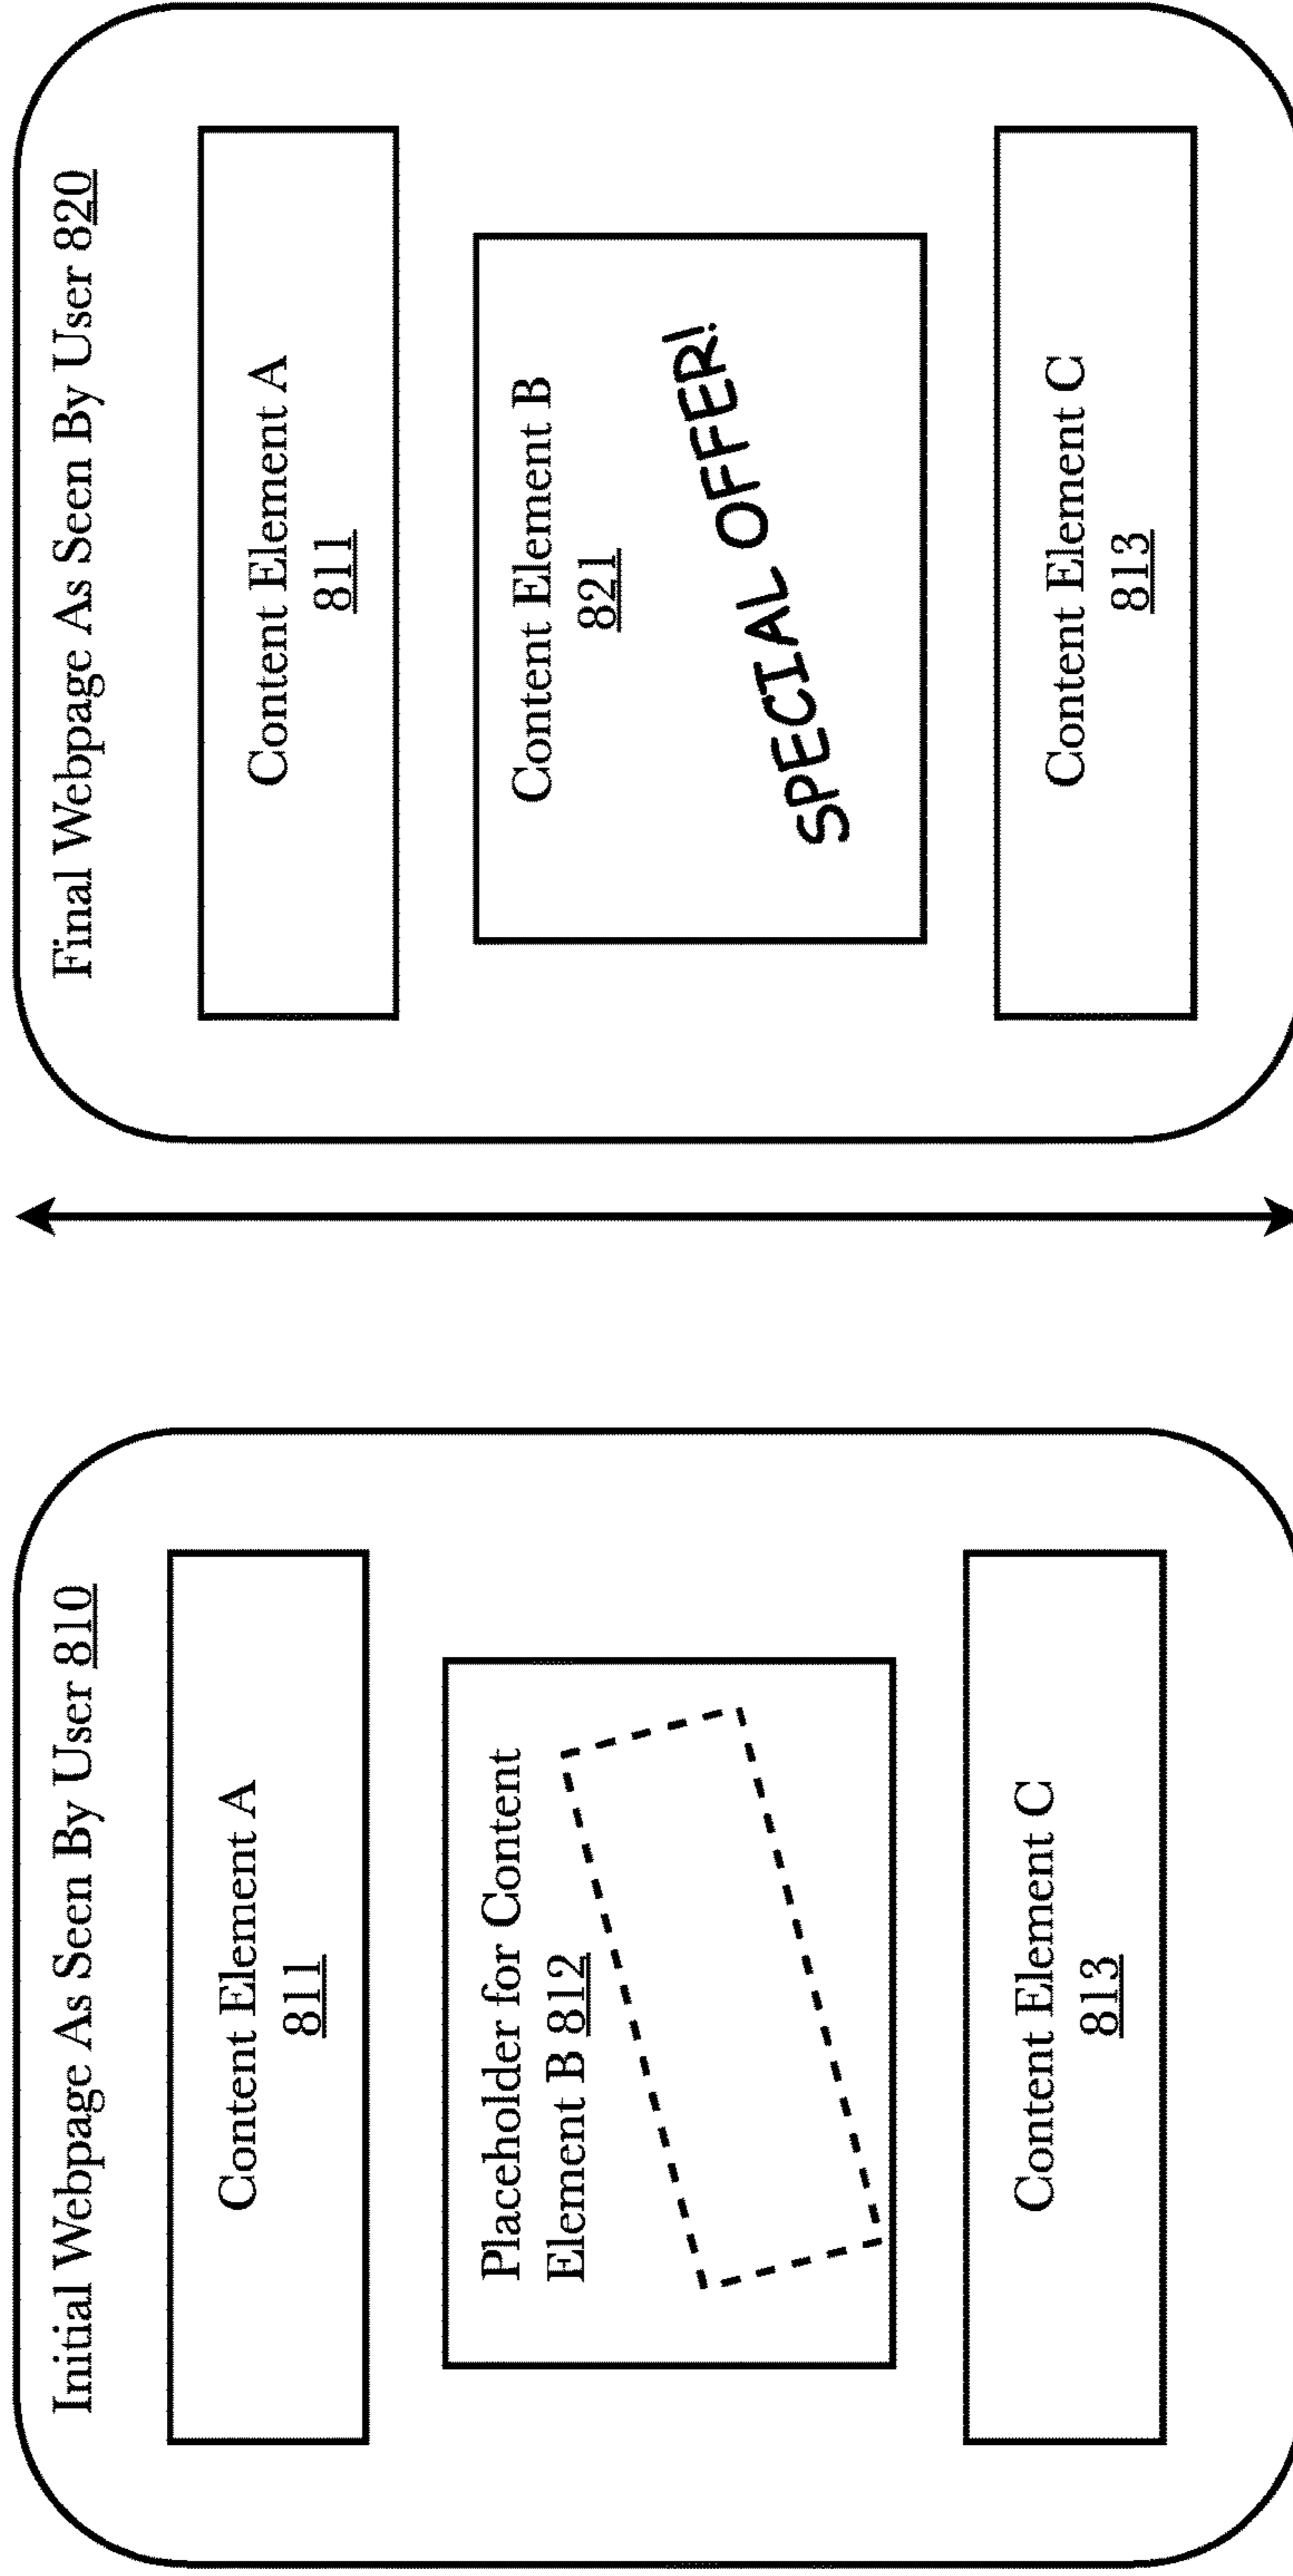 Initial Webpage As Seen By User 810
Content Element A
811
Placeholder for Content
Element B 812
Content Element C
813
Final Webpage As Seen By User 820
Content Element A
811
Content Element B
821
SPECIAL OFFER!
Content Element C
813